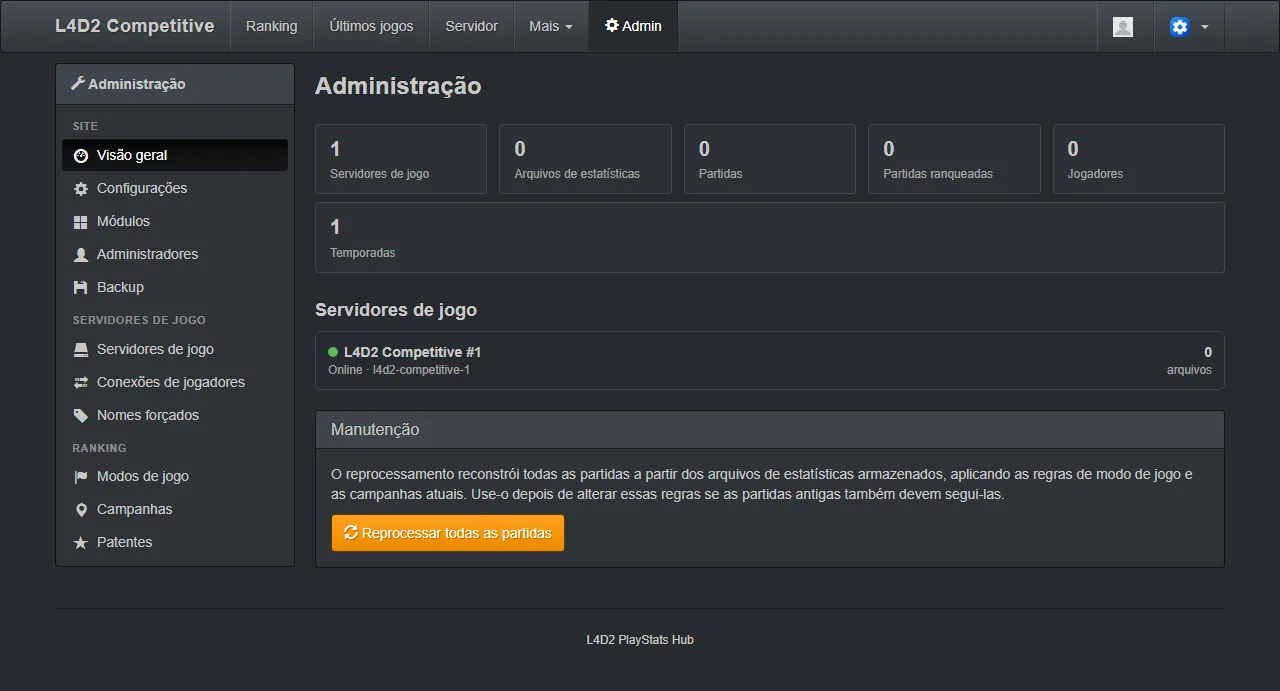 L4D2 Competitive
Ranking
Últimos jogos
Servidor
Mais
Admin
Administração
SITE
Visão geral
Configurações
Módulos
Administradores
Backup
SERVIDORES DE JOGO
Servidores de jogo
Conexões de jogadores
Nomes forçados
RANKING
Modos de jogo
Campanhas
Patentes
Administração
1
Servidores de jogo
0
Arquivos de estatísticas
0
Partidas
0
Partidas ranqueadas
0
Jogadores
1
Temporadas
Servidores de jogo
L4D2 Competitive #1
Online · l4d2-competitive-1
0
arquivos
Manutenção
O reprocessamento reconstrói todas as partidas a partir dos arquivos de estatísticas armazenados, aplicando as regras de modo de jogo e
as campanhas atuais. Use-o depois de alterar essas regras se as partidas antigas também devem segui-las.
Reprocessar todas as partidas
L4D2 PlayStats Hub